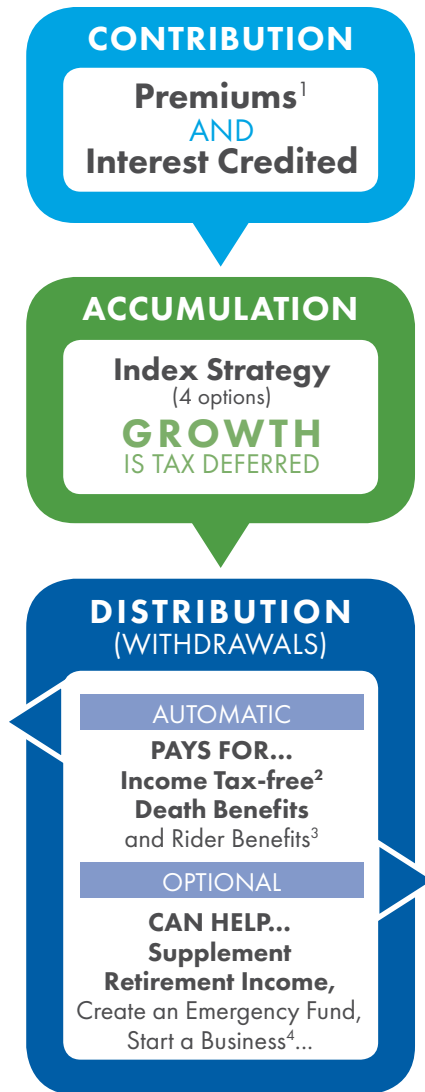 CONTRIBUTION
Premiums¹
AND
Interest Credited
ACCUMULATION
Index Strategy
(4 options)
GROWTH
IS TAX DEFERRED
DISTRIBUTION
(WITHDRAWALS)
AUTOMATIC
PAYS FOR...
Income Tax-free²
Death Benefits
and Rider Benefits³
OPTIONAL
CAN HELP...
Supplement
Retirement Income,
Create an Emergency Fund,
Start a Business⁴...